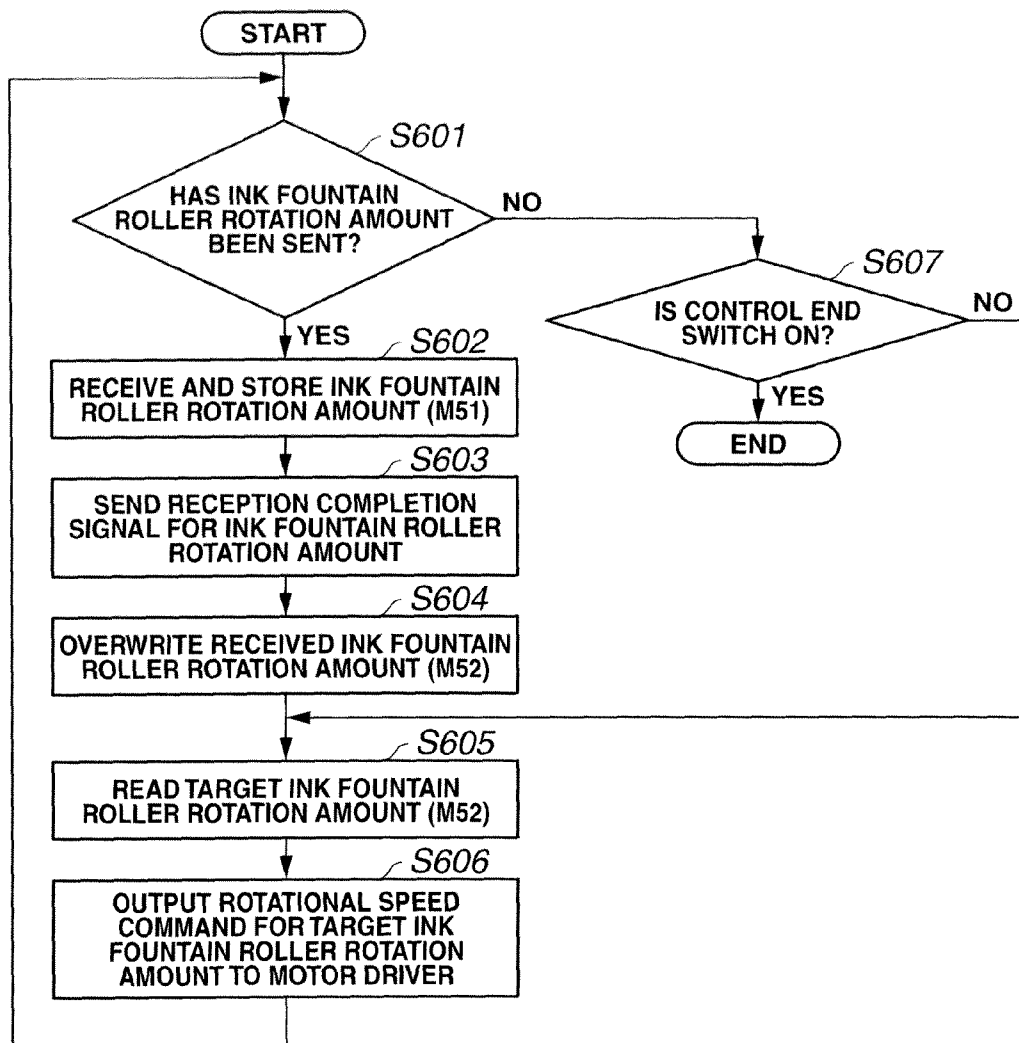 START
S601
HAS INK FOUNTAIN
ROLLER ROTATION AMOUNT
BEEN SENT?
NO
YES
S607
IS CONTROL END
SWITCH ON?
NO
YES
END
S602
RECEIVE AND STORE INK FOUNTAIN
ROLLER ROTATION AMOUNT (M51)
S603
SEND RECEPTION COMPLETION
SIGNAL FOR INK FOUNTAIN ROLLER
ROTATION AMOUNT
S604
OVERWRITE RECEIVED INK FOUNTAIN
ROLLER ROTATION AMOUNT (M52)
S605
READ TARGET INK FOUNTAIN
ROLLER ROTATION AMOUNT (M52)
S606
OUTPUT ROTATIONAL SPEED
COMMAND FOR TARGET INK
FOUNTAIN ROLLER ROTATION
AMOUNT TO MOTOR DRIVER